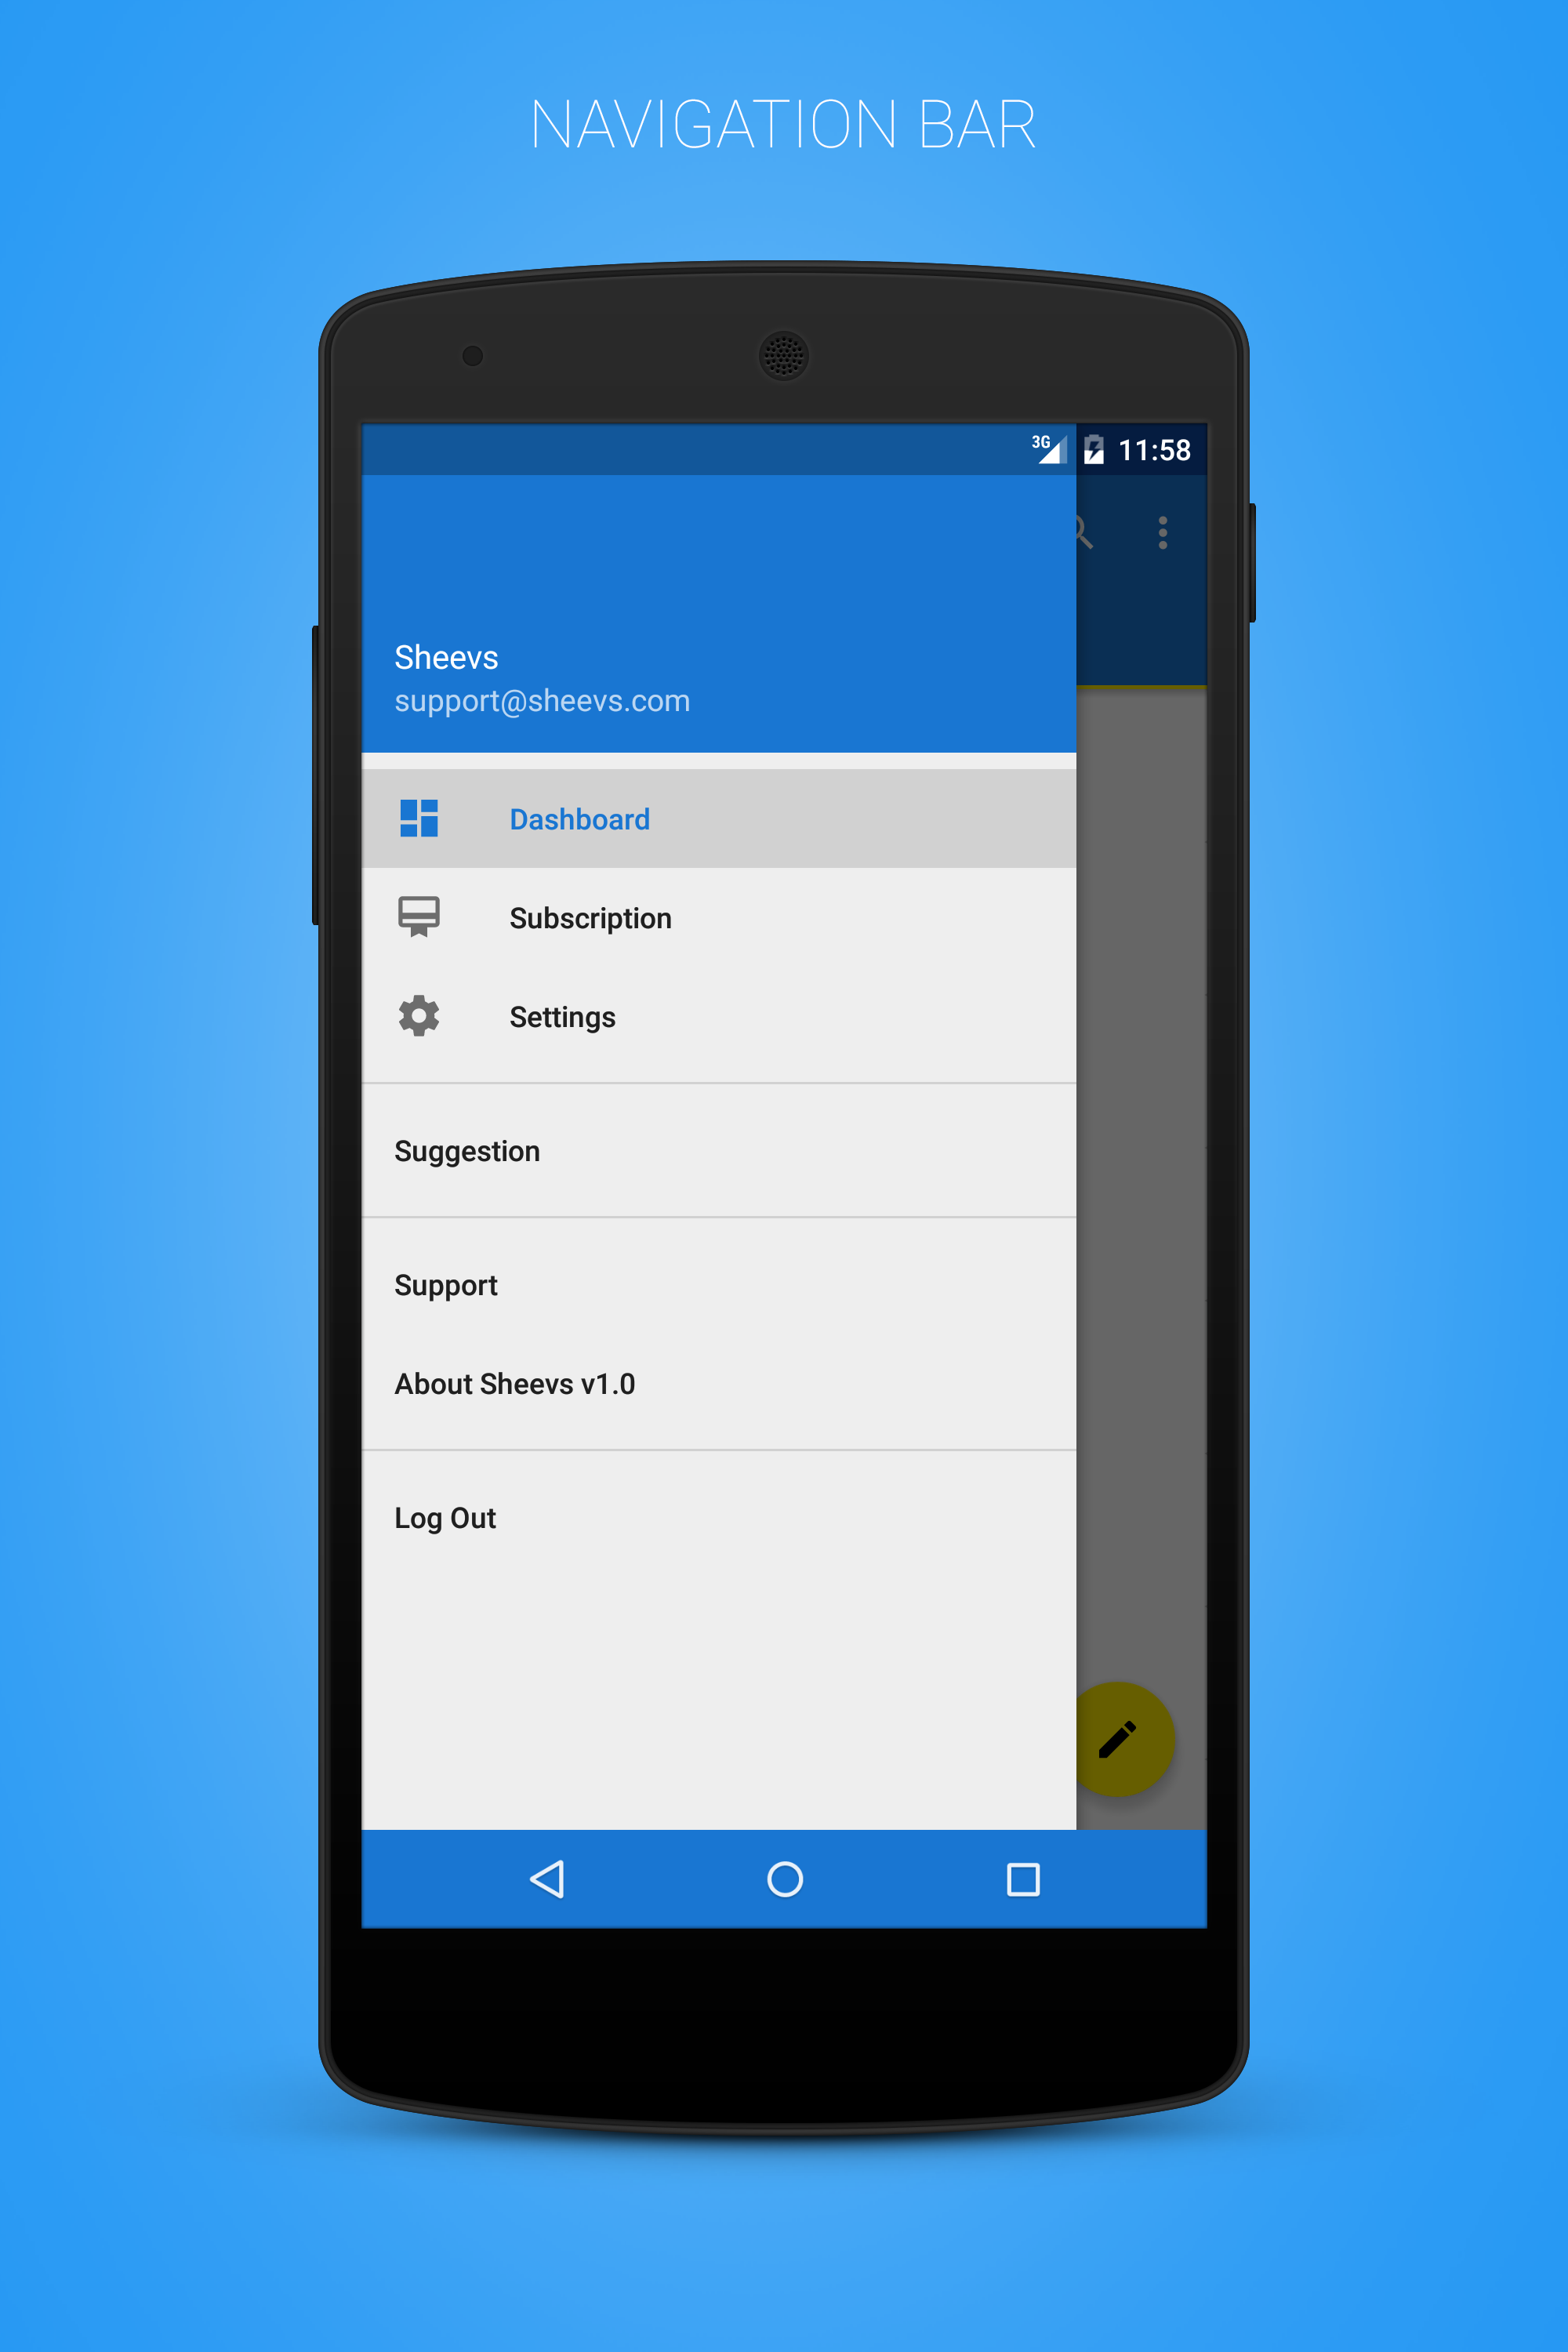 NAVIGATION BAR
3G 11:58
Sheevs
support@sheevs.com
Dashboard
Subscription
Settings
Suggestion
Support
About Sheevs v1.0
Log Out